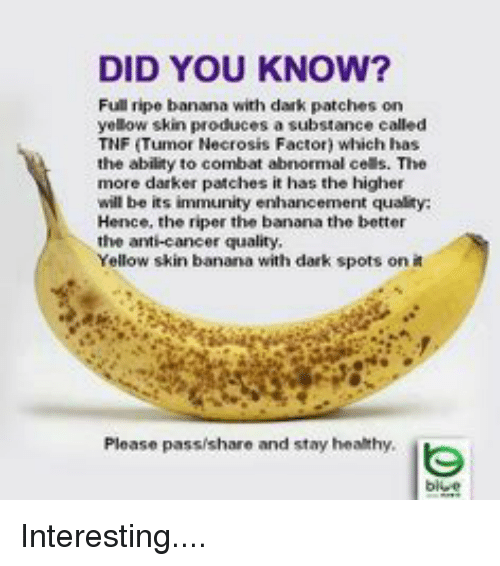 DID YOU KNOW?
Full ripe banana with dark patches on
yellow skin produces a substance called
TNF (Tumor Necrosis Factor) which has
the ability to combat abnormal cells. The
more darker patches it has the higher
will be its immunity enhancement quality;
Hence, the riper the banana the better
the anti-cancer quality.
Yellow skin banana with dark spots on it
Please pass/share and stay healthy.
blue
Interesting....